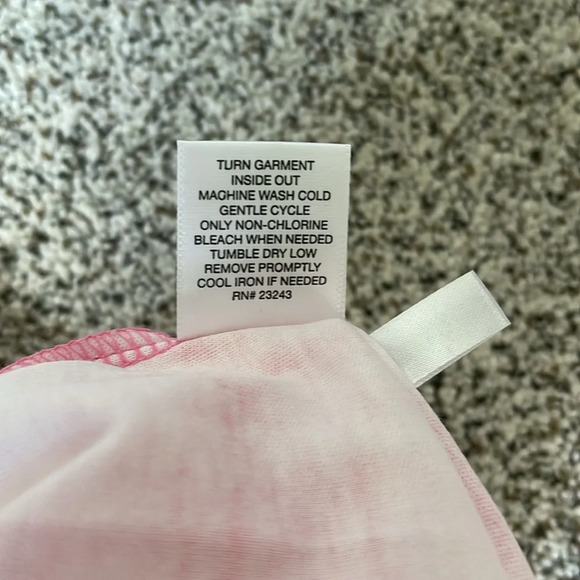 TURN GARMENT
INSIDE OUT
MACHINE WASH COLD
GENTLE CYCLE
ONLY NON-CHLORINE
BLEACH WHEN NEEDED
TUMBLE DRY LOW
REMOVE PROMPTLY
COOL IRON IF NEEDED
RN# 23243